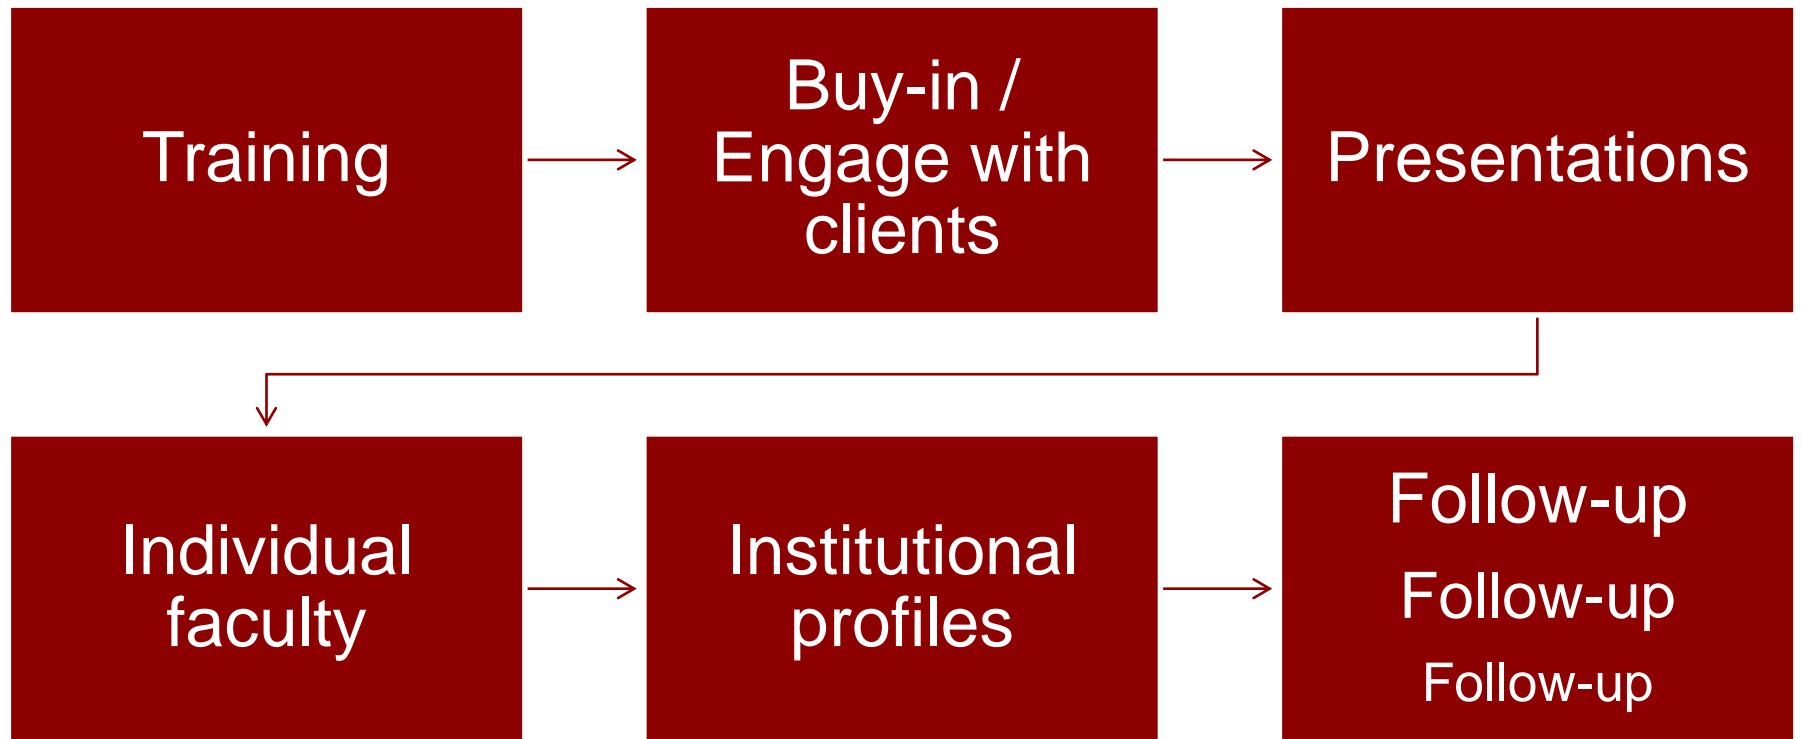 Training
Buy-in /
Engage with
clients
Presentations
Individual
faculty
Institutional
profiles
Follow-up
Follow-up
Follow-up